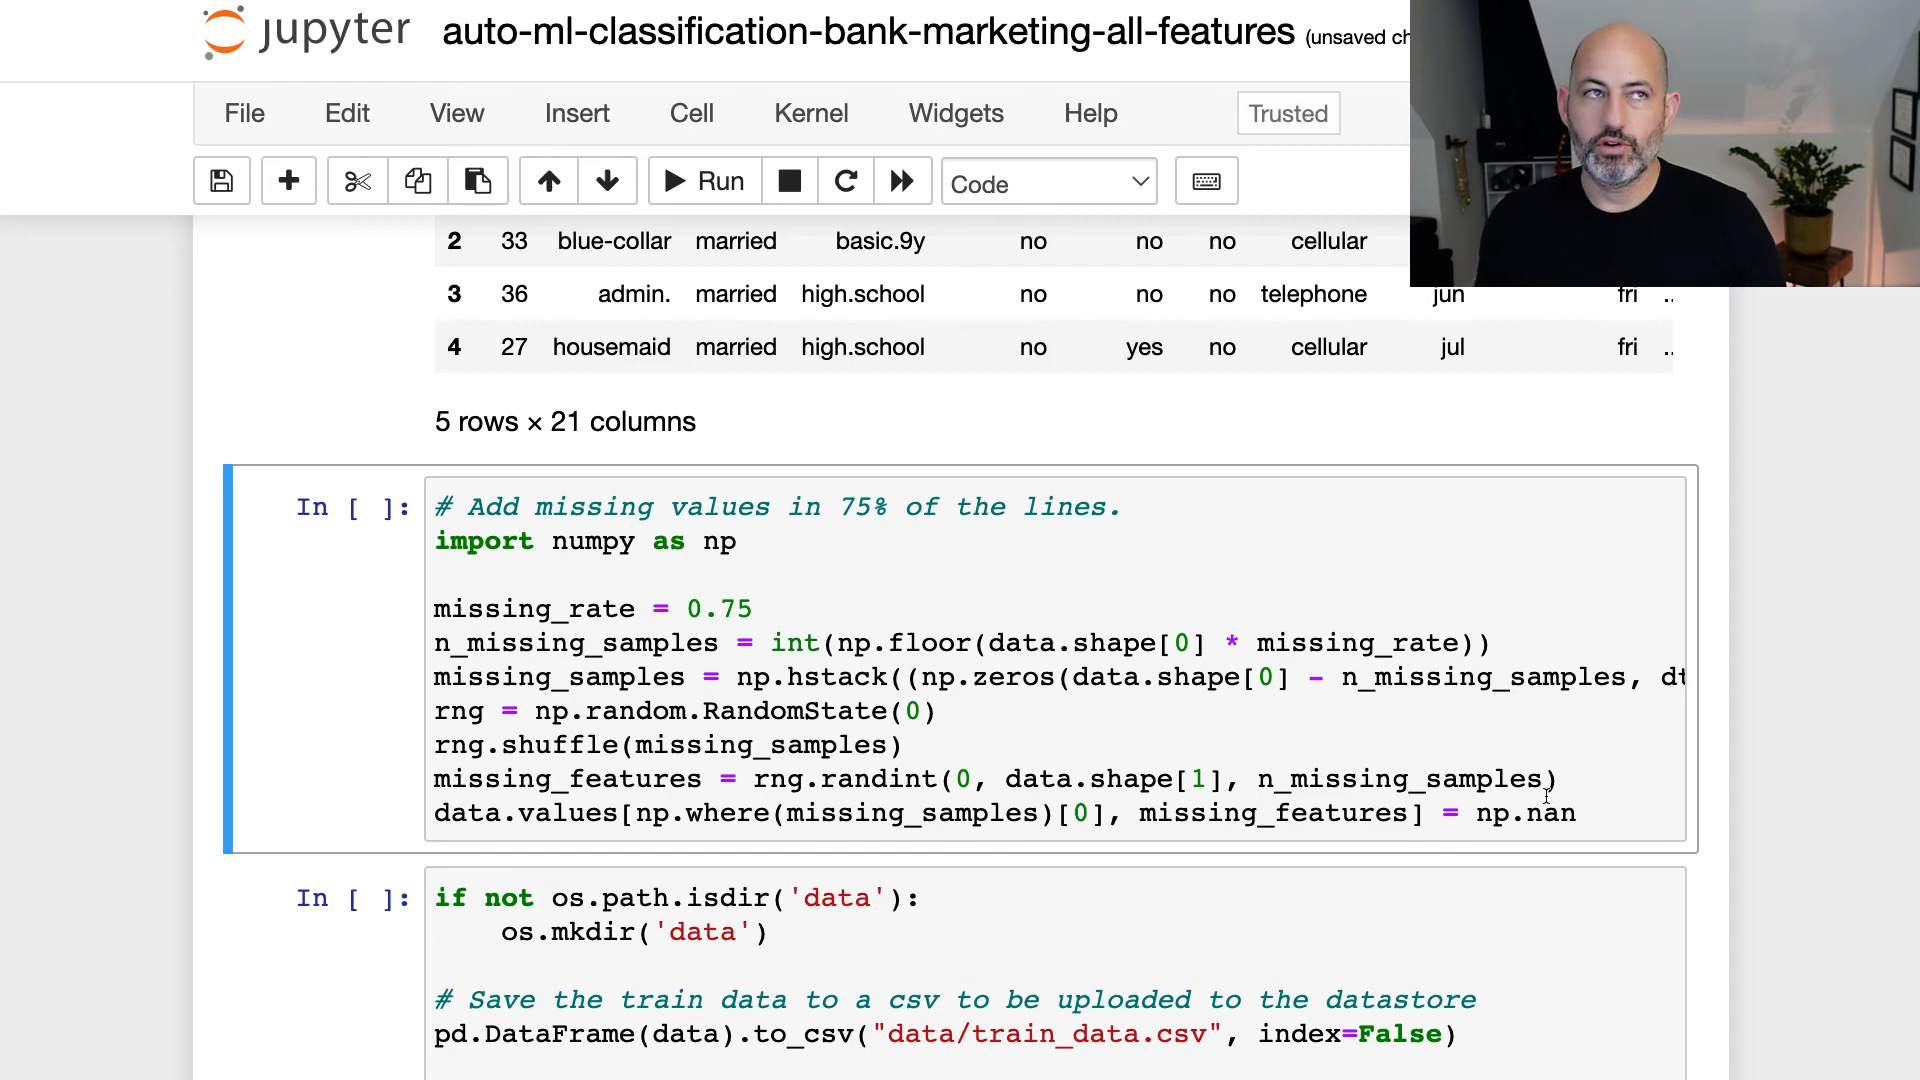 jupyter auto-ml-classification-bank-marketing-all-features (unsaved ch
File Edit View Insert Cell Kernel Widgets Help Trusted
Run Code
2 33 blue-collar married basic.9y no no no cellular
3 36 admin. married high.school no no no telephone jun fri ..
4 27 housemaid married high.school no yes no cellular jul fri ..
5 rows × 21 columns
In [ ]: # Add missing values in 75% of the lines.
import numpy as np
missing_rate = 0.75
n_missing_samples = int(np.floor(data.shape[0] * missing_rate))
missing_samples = np.hstack((np.zeros(data.shape[0] - n_missing_samples, dt
rng = np.random.RandomState(0)
rng.shuffle(missing_samples)
missing_features = rng.randint(0, data.shape[1], n_missing_samples)
data.values[np.where(missing_samples)[0], missing_features] = np.nan
In [ ]: if not os.path.isdir('data'):
os.mkdir('data')
# Save the train data to a csv to be uploaded to the datastore
pd.DataFrame(data).to_csv("data/train_data.csv", index=False)